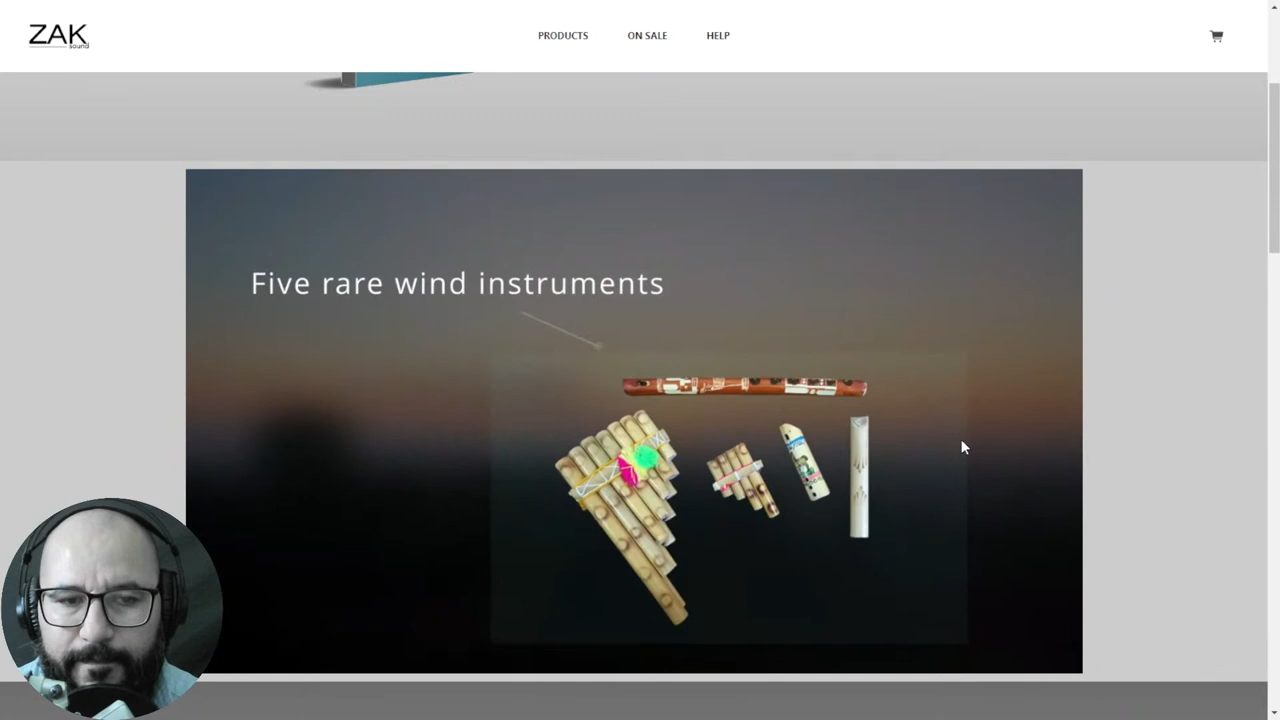 ZAK
sound
PRODUCTS
ON SALE
HELP
Five rare wind instruments